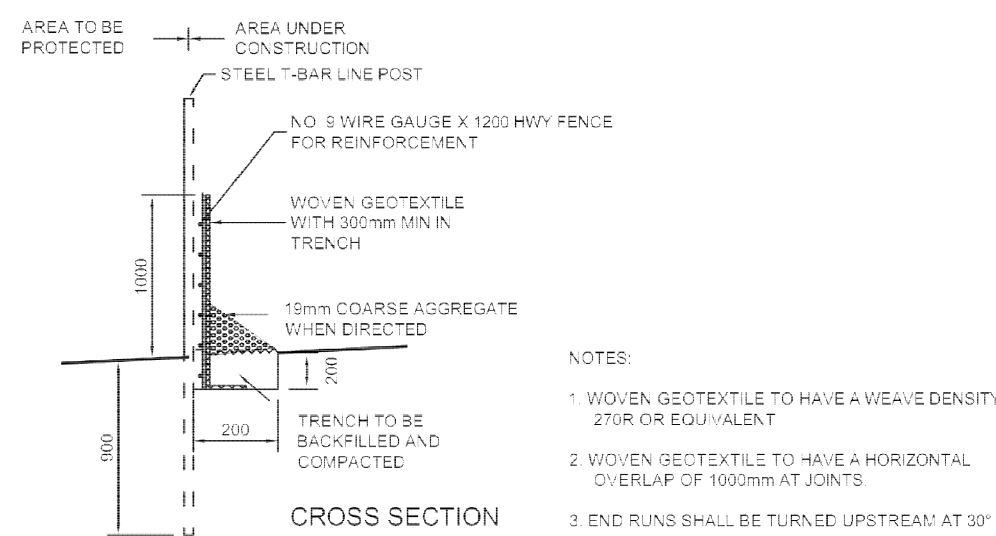 AREA TO BE
PROTECTED
AREA UNDER
CONSTRUCTION
STEEL T-BAR LINE POST
NO 9 WIRE GAUGE X 1200 HWY FENCE
FOR REINFORCEMENT
WOVEN GEOTEXTILE
WITH 300mm MIN IN
TRENCH
1000
19mm COARSE AGGREGATE
WHEN DIRECTED
200
200
900
TRENCH TO BE
BACKFILLED AND
COMPACTED
CROSS SECTION
NOTES:
1. WOVEN GEOTEXTILE TO HAVE A WEAVE DENSITY
270R OR EQUIVALENT
2. WOVEN GEOTEXTILE TO HAVE A HORIZONTAL
OVERLAP OF 1000mm AT JOINTS.
3. END RUNS SHALL BE TURNED UPSTREAM AT 30°